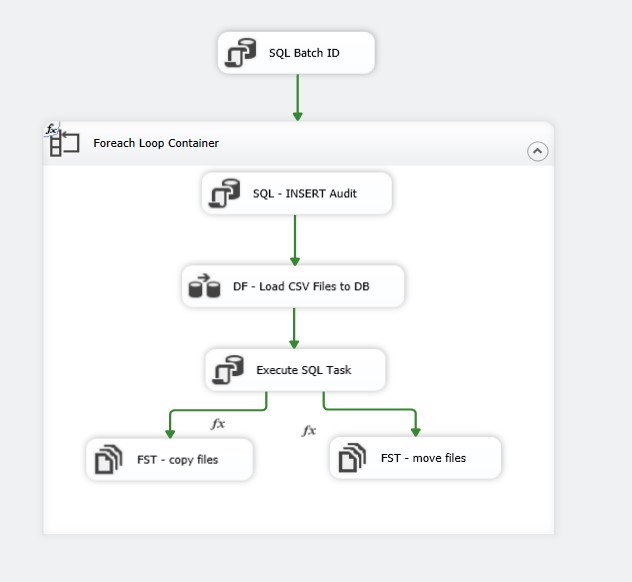 SQL Batch ID
fx
Foreach Loop Container
SQL - INSERT Audit
DF - Load CSV Files to DB
Execute SQL Task
fx
fx
FST - copy files
FST - move files